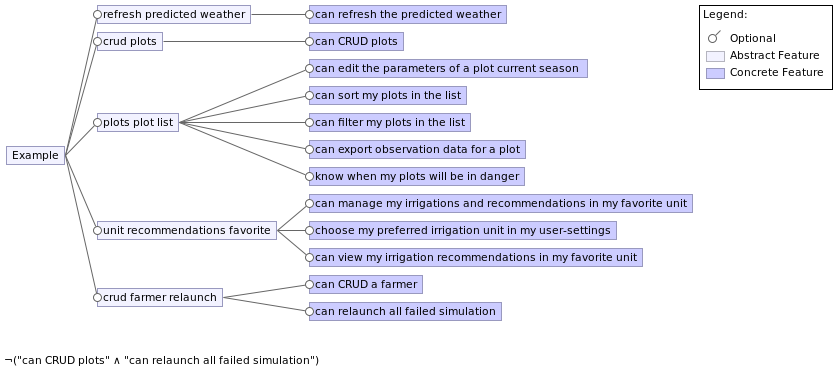 refresh predicted weather
can refresh the predicted weather
crud plots
can CRUD plots
can edit the parameters of a plot current season
can sort my plots in the list
plots plot list
can filter my plots in the list
can export observation data for a plot
know when my plots will be in danger
Example
can manage my irrigations and recommendations in my favorite unit
unit recommendations favorite
choose my preferred irrigation unit in my user-settings
can view my irrigation recommendations in my favorite unit
can CRUD a farmer
crud farmer relaunch
can relaunch all failed simulation
Legend:
Optional
Abstract Feature
Concrete Feature
¬("can CRUD plots" ∧ "can relaunch all failed simulation")